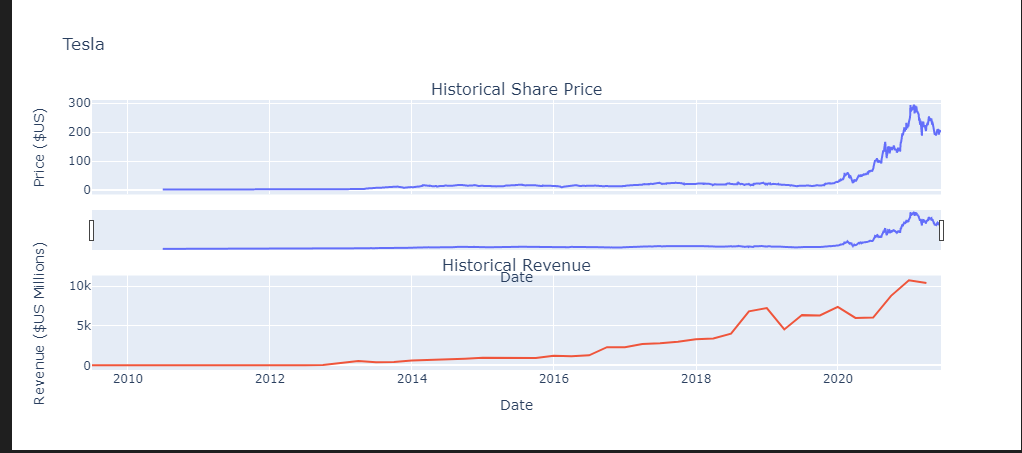 Tesla
Historical Share Price
Price ($US)
300
200
100
0
Historical Revenue
Date
Revenue ($US Millions)
10k
5k
0
2010 2012 2014 2016 2018 2020
Date